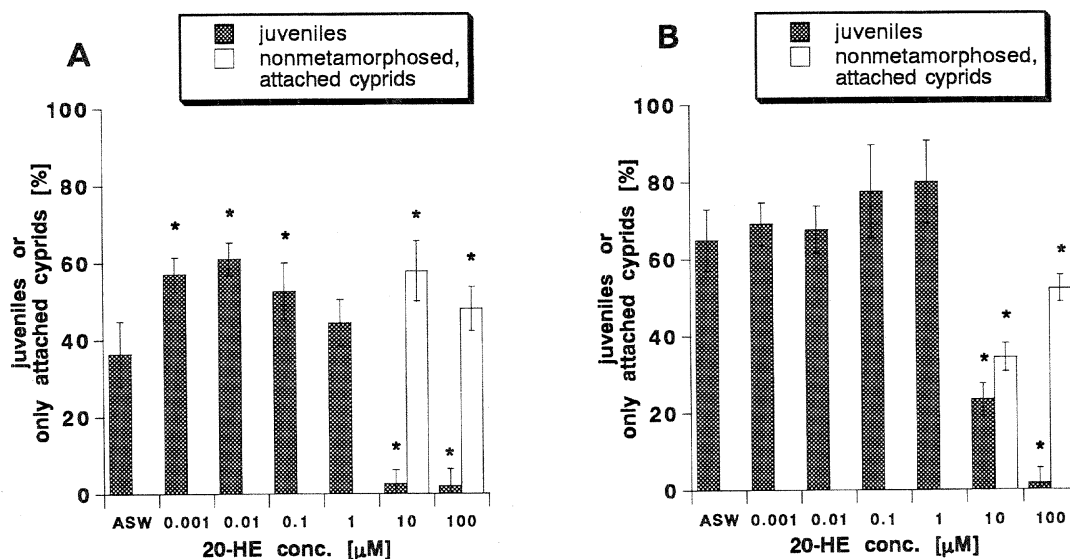 A
juveniles
nonmetamorphosed,
attached cyprids
juveniles or
only attached cyprids [%]
100
80
60
40
20
0
*
*
*
*
*
*
*
ASW 0.001 0.01 0.1 1 10 100
20-HE conc. [µM]
B
juveniles
nonmetamorphosed,
attached cyprids
juveniles or
only attached cyprids [%]
100
80
60
40
20
0
*
*
*
*
ASW 0.001 0.01 0.1 1 10 100
20-HE conc. [µM]